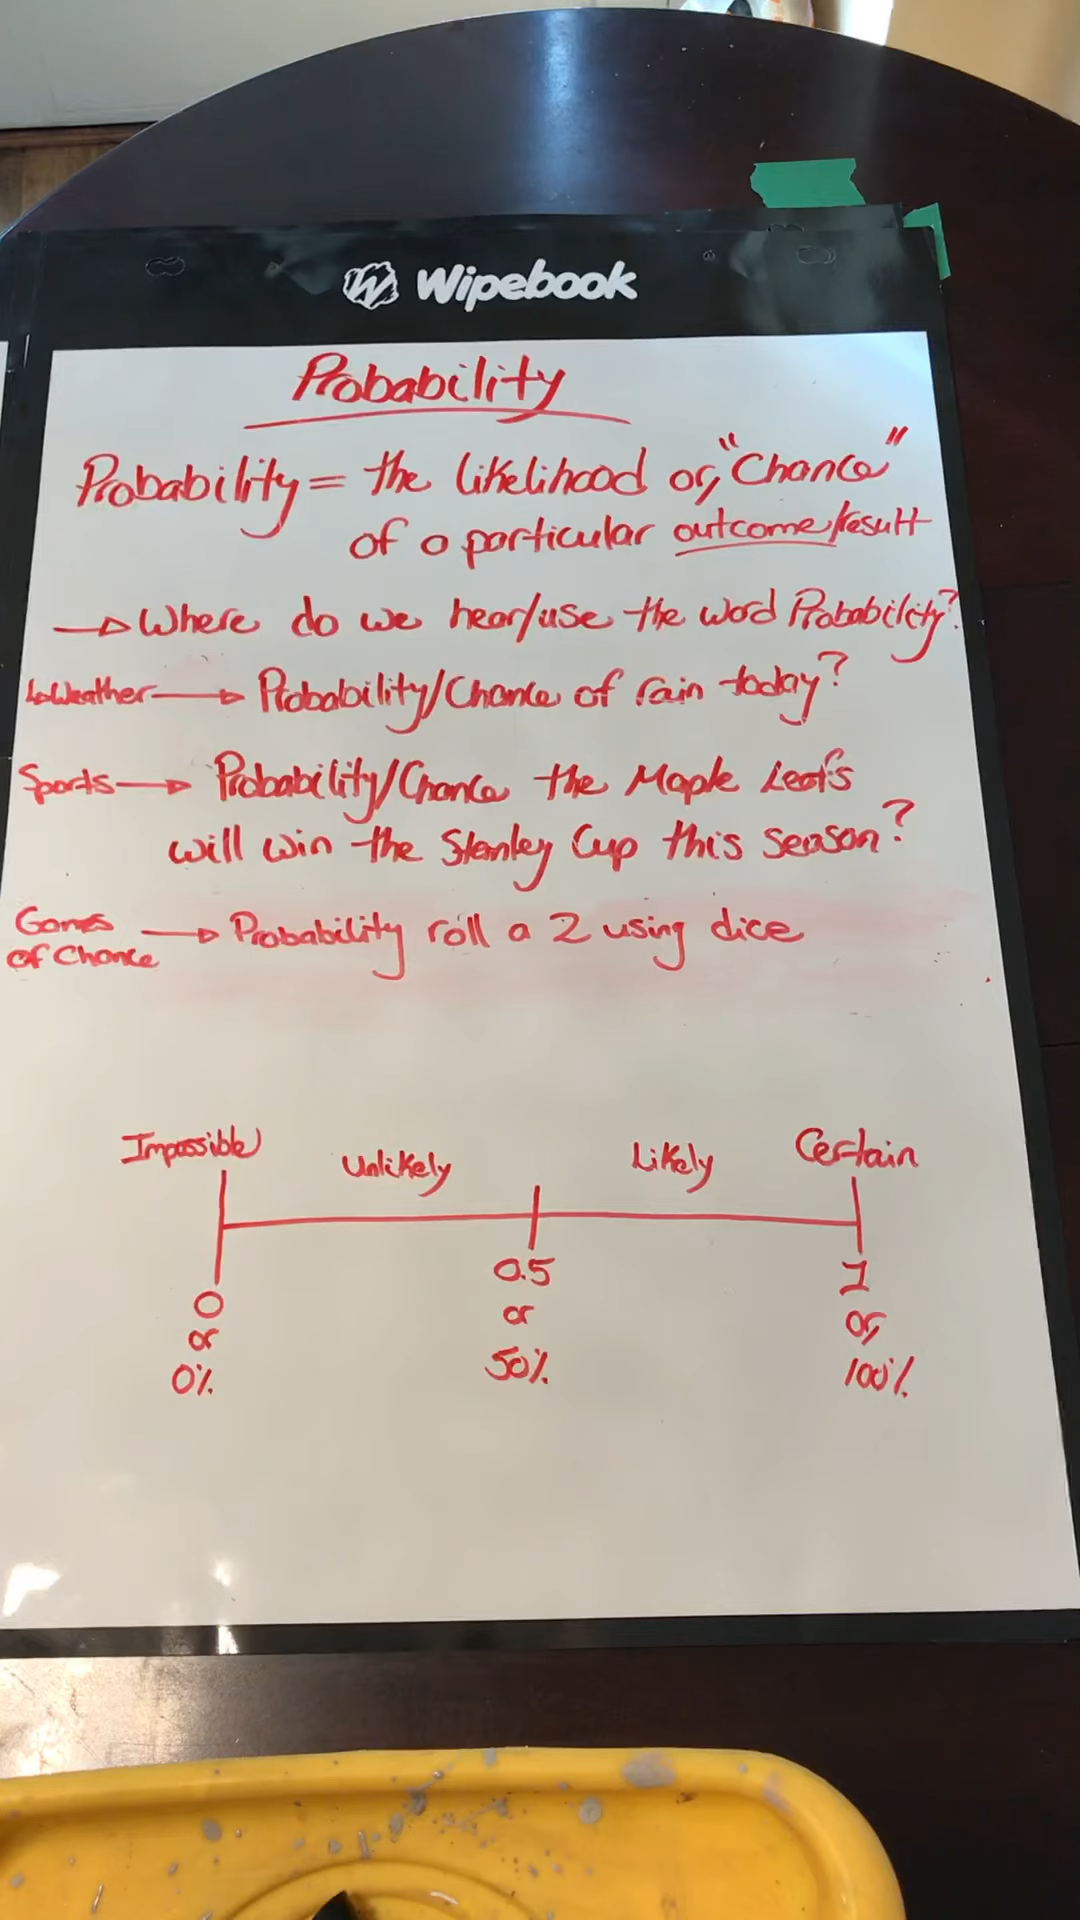 Wipebook
Probability
Probability = the likelihood or, "Chance"
of a particular outcome/result
→ Where do we hear/use the word Probability?
↳ Weather → Probability/Chance of rain today?
Sports → Probability/Chance the Maple Leafs
will win the Stanley Cup this season?
Games
of Chance → Probability roll a 2 using dice
Impossible Unlikely Likely Certain
0 0.5 1
or or or,
0% 50% 100%